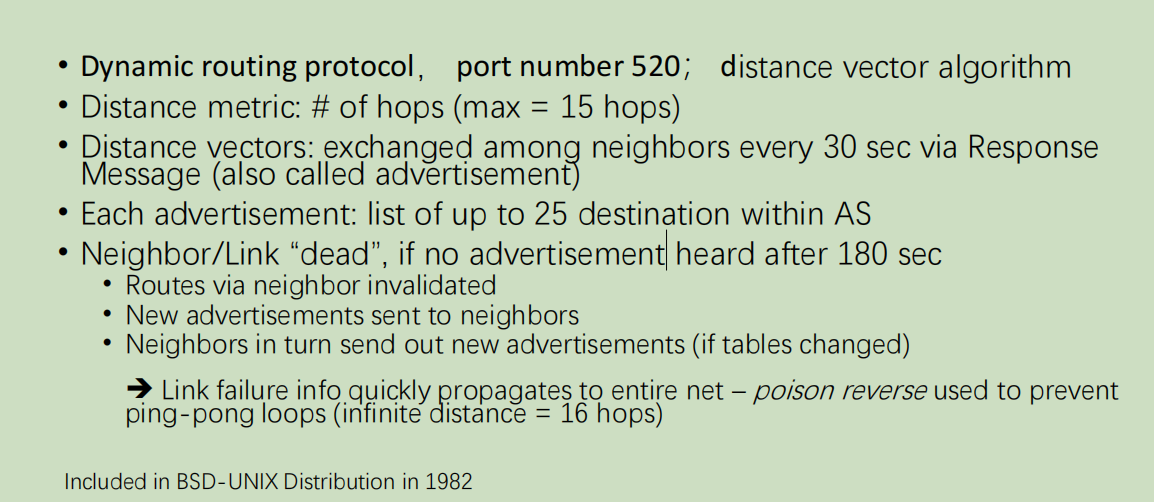 • Dynamic routing protocol， port number 520； distance vector algorithm
• Distance metric: # of hops (max = 15 hops)
• Distance vectors: exchanged among neighbors every 30 sec via Response
Message (also called advertisement)
• Each advertisement: list of up to 25 destination within AS
• Neighbor/Link “dead”, if no advertisement heard after 180 sec
• Routes via neighbor invalidated
• New advertisements sent to neighbors
• Neighbors in turn send out new advertisements (if tables changed)
➔ Link failure info quickly propagates to entire net – poison reverse used to prevent
ping-pong loops (infinite distance = 16 hops)
Included in BSD-UNIX Distribution in 1982